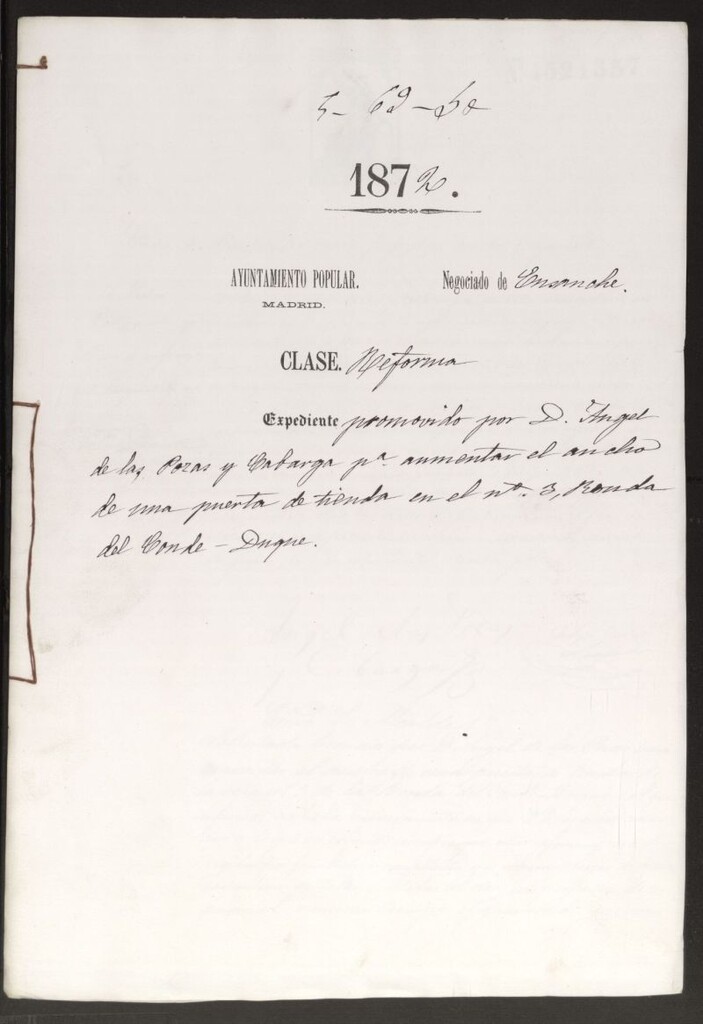 5-69-50
1872.
AYUNTAMIENTO POPULAR. Negociado de Ensanche.
MADRID.
CLASE. Reforma
Expediente promovido por D. Angel
de las Pozas y Cabarga pª. aumentar el ancho
de una puerta de tienda en el nº. 3, Ronda
del Conde-Duque.